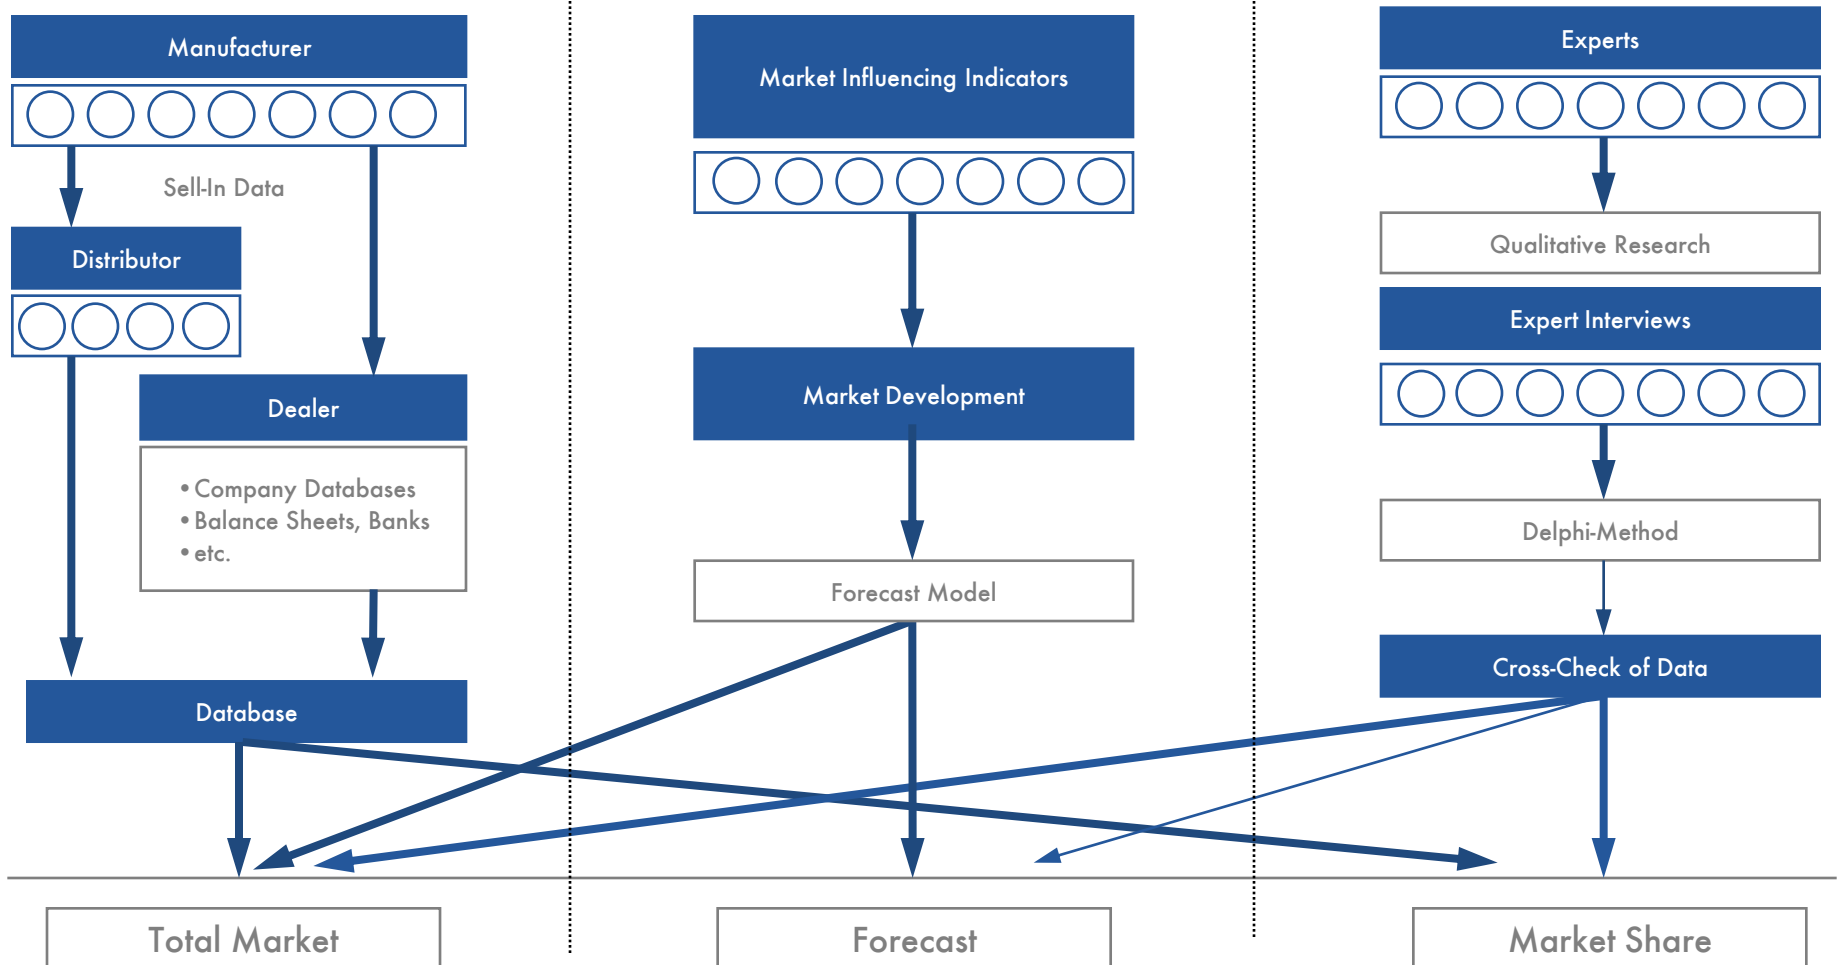 Manufacturer
Sell-In Data
Distributor
Dealer
• Company Databases
• Balance Sheets, Banks
• etc.
Database
Total Market
Market Influencing Indicators
Market Development
Forecast Model
Forecast
Experts
Qualitative Research
Expert Interviews
Delphi-Method
Cross-Check of Data
Market Share